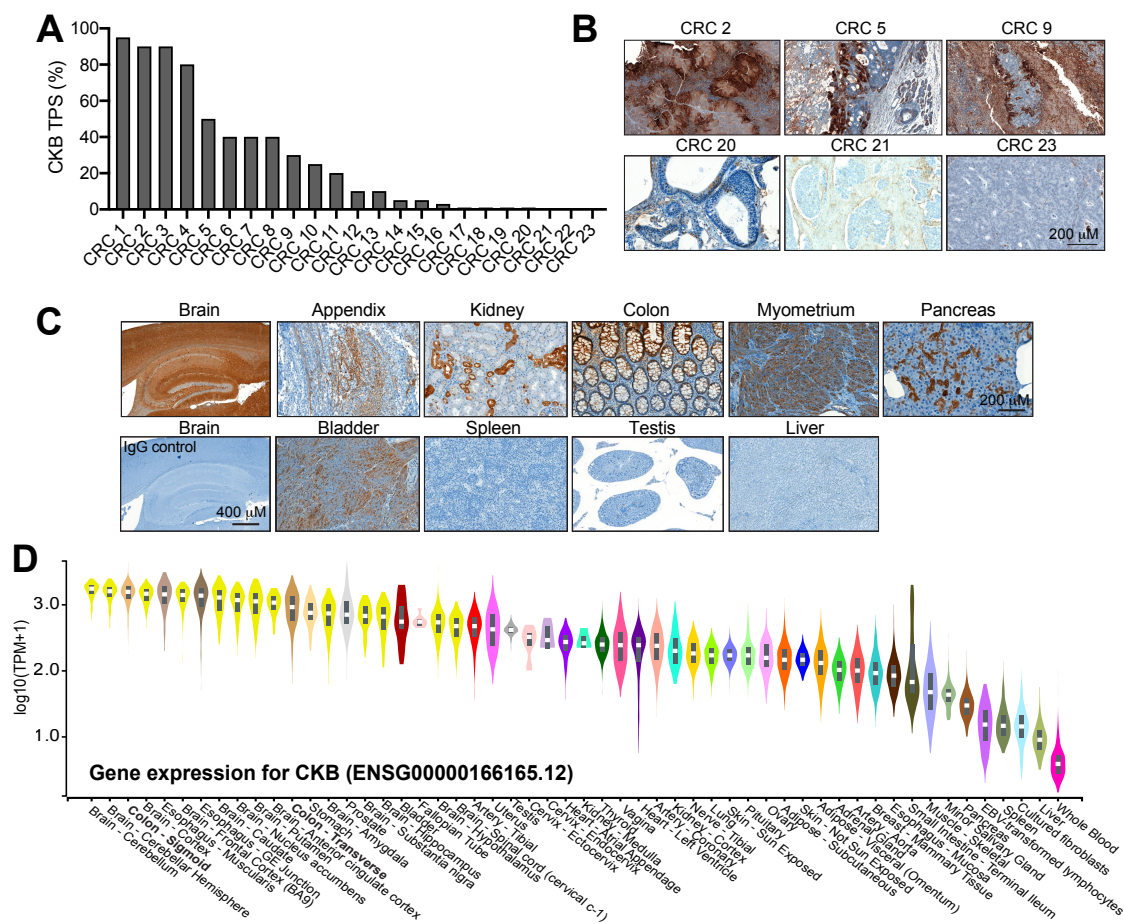 A
CKB TPS (%)
100
80
60
40
20
0
CRC 1
CRC 2
CRC 3
CRC 4
CRC 5
CRC 6
CRC 7
CRC 8
CRC 9
CRC 10
CRC 11
CRC 12
CRC 13
CRC 14
CRC 15
CRC 16
CRC 17
CRC 18
CRC 19
CRC 20
CRC 21
CRC 22
CRC 23
B
CRC 2
CRC 5
CRC 9
CRC 20
CRC 21
CRC 23
200 µM
C
Brain
Appendix
Kidney
Colon
Myometrium
Pancreas
200 µM
Brain
Bladder
Spleen
Testis
Liver
IgG control
400 µM
D
log10(TPM+1)
3.0
2.0
1.0
Gene expression for CKB (ENSG00000166165.12)
Brain - Cerebellum
Brain - Cerebellar Hemisphere
Colon - Sigmoid
Brain - Cortex
Esophagus - Muscularis
Brain - Frontal Cortex (BA9)
Esophagus - GE Junction
Brain - Caudate
Brain - Nucleus accumbens
Brain - Putamen
Brain - Anterior cingulate cortex
Colon - Transverse
Stomach
Brain - Amygdala
Prostate
Brain - Substantia nigra
Brain - Hippocampus
Bladder
Fallopian Tube
Brain - Spinal cord (cervical c-1)
Brain - Hypothalamus
Artery - Tibial
Uterus
Testis
Cervix - Ectocervix
Cervix - Endocervix
Heart - Atrial Appendage
Kidney - Medulla
Thyroid
Vagina
Heart - Left Ventricle
Kidney - Cortex
Nerve - Tibial
Lung
Skin - Sun Exposed
Pituitary
Ovary
Adipose - Subcutaneous
Skin - Not Sun Exposed
Adipose - Visceral (Omentum)
Artery - Aorta
Breast - Mammary Tissue
Esophagus - Mucosa
Small Intestine - Terminal Ileum
Muscle - Skeletal
Minor Salivary Gland
Pancreas
EBV-transformed lymphocytes
Spleen
Cultured fibroblasts
Liver
Whole Blood